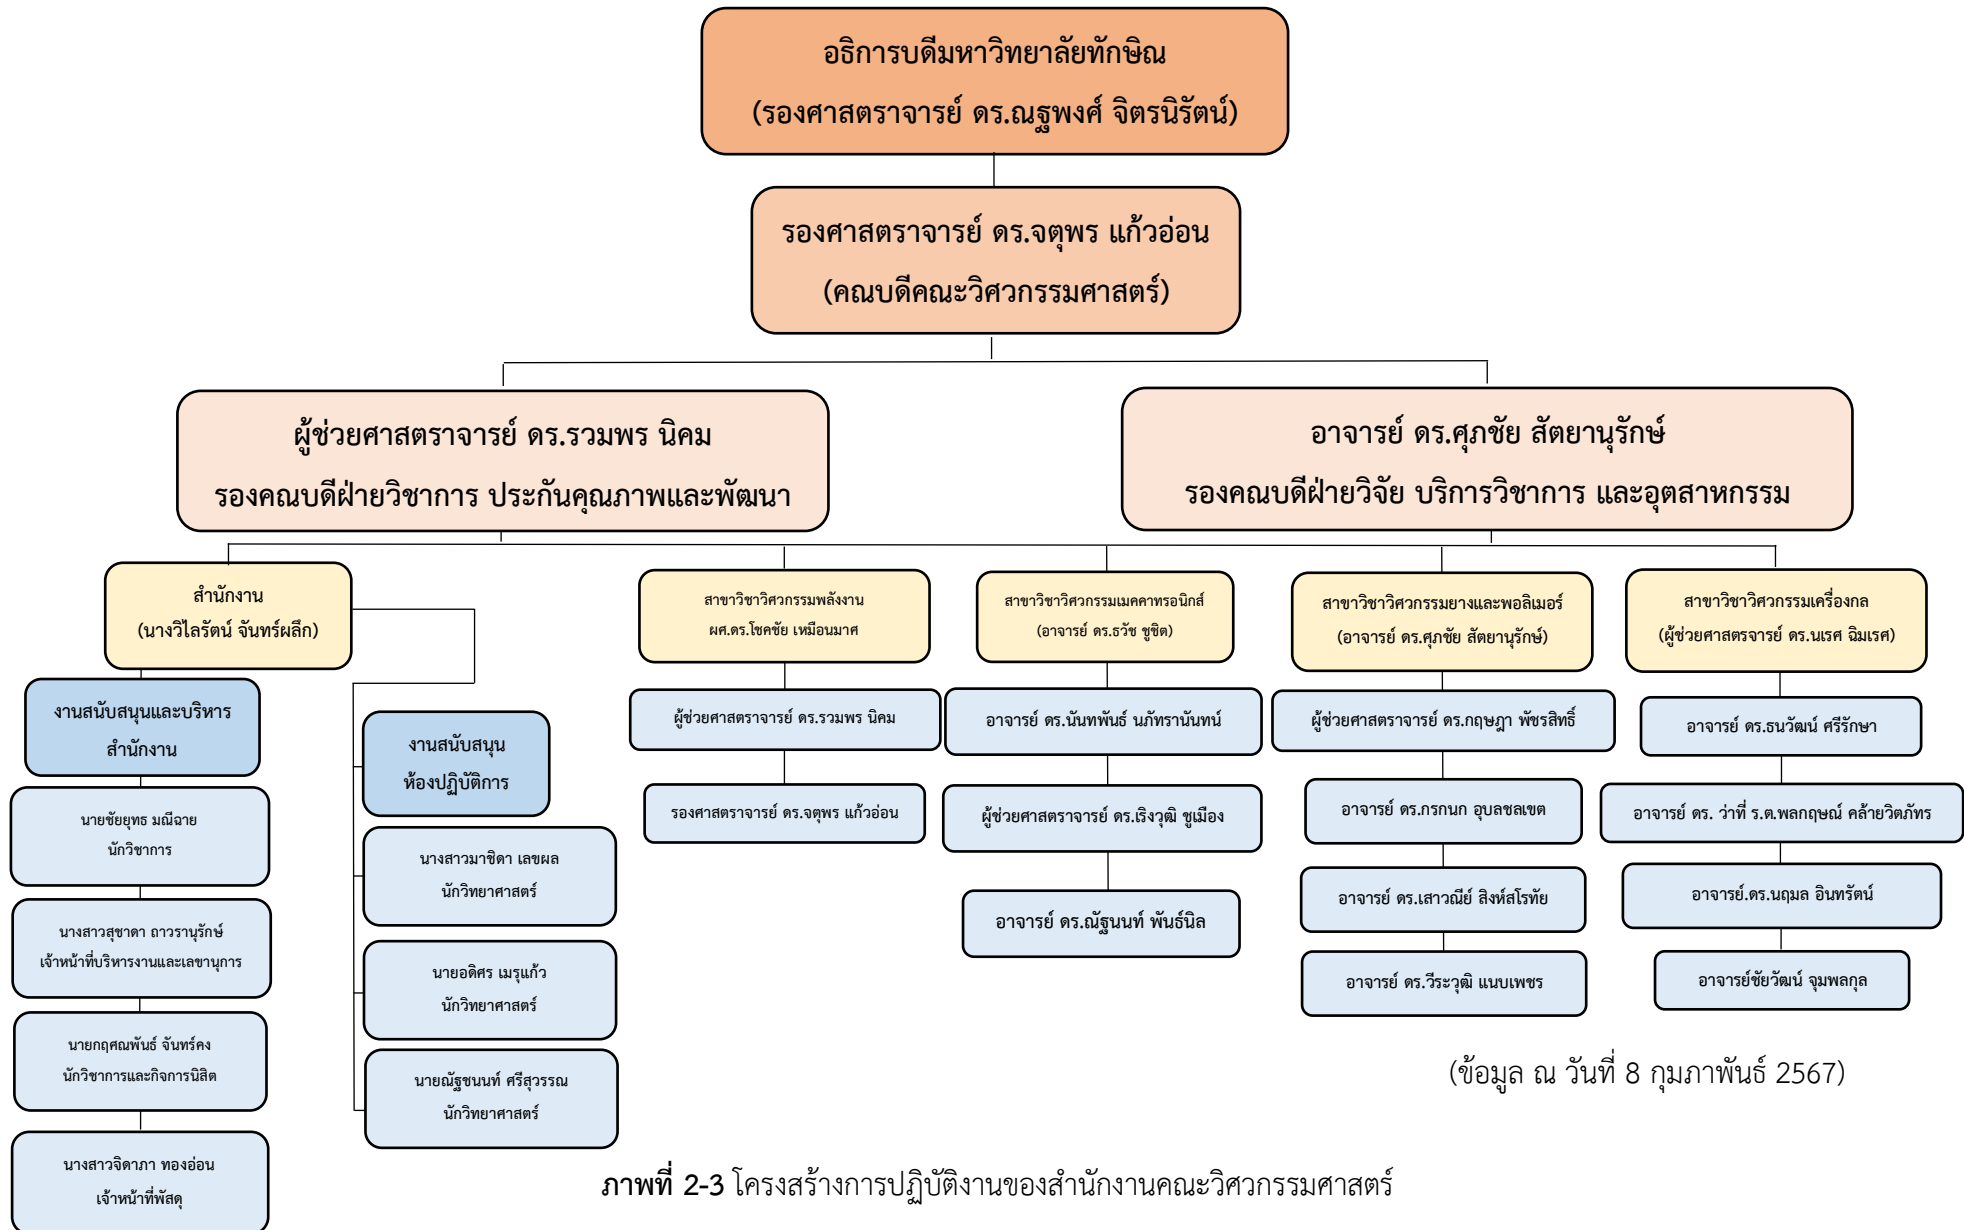 อธิการบดีมหาวิทยาลัยทักษิณ
(รองศาสตราจารย์ ดร.ณฐพงศ์ จิตรนิรัตน์)
รองศาสตราจารย์ ดร.จตุพร แก้วอ่อน
(คณบดีคณะวิศวกรรมศาสตร์)
ผู้ช่วยศาสตราจารย์ ดร.รวมพร นิคม
รองคณบดีฝ่ายวิชาการ ประกันคุณภาพและพัฒนา
อาจารย์ ดร.ศุภชัย สัตยานุรักษ์
รองคณบดีฝ่ายวิจัย บริการวิชาการ และอุตสาหกรรม
สำนักงาน
(นางวิไลรัตน์ จันทร์ผลึก)
งานสนับสนุนและบริหาร
สำนักงาน
นายชัยยุทธ มณีฉาย
นักวิชาการ
นางสาวสุชาดา ถาวรานุรักษ์
เจ้าหน้าที่บริหารงานและเลขานุการ
นายกฤศณพันธ์ จันทร์คง
นักวิชาการและกิจการนิสิต
นางสาวจิดาภา ทองอ่อน
เจ้าหน้าที่พัสดุ
งานสนับสนุน
ห้องปฏิบัติการ
นางสาวมาชิดา เลขผล
นักวิทยาศาสตร์
นายอดิศร เมรุแก้ว
นักวิทยาศาสตร์
นายณัฐชนนท์ ศรีสุวรรณ
นักวิทยาศาสตร์
สาขาวิชาวิศวกรรมพลังงาน
ผศ.ดร.โชคชัย เหมือนมาศ
ผู้ช่วยศาสตราจารย์ ดร.รวมพร นิคม
รองศาสตราจารย์ ดร.จตุพร แก้วอ่อน
สาขาวิชาวิศวกรรมเมคคาทรอนิกส์
(อาจารย์ ดร.ธวัช ชูชิต)
อาจารย์ ดร.นันทพันธ์ นภัทรานันทน์
ผู้ช่วยศาสตราจารย์ ดร.เริงวุฒิ ชูเมือง
อาจารย์ ดร.ณัฐนนท์ พันธ์นิล
สาขาวิชาวิศวกรรมยางและพอลิเมอร์
(อาจารย์ ดร.ศุภชัย สัตยานุรักษ์)
ผู้ช่วยศาสตราจารย์ ดร.กฤษฎา พัชรสิทธิ์
อาจารย์ ดร.กรกนก อุบลชลเขต
อาจารย์ ดร.เสาวณีย์ สิงห์สโรทัย
อาจารย์ ดร.วีระวุฒิ แนบเพชร
สาขาวิชาวิศวกรรมเครื่องกล
(ผู้ช่วยศาสตรจารย์ ดร.นเรศ ฉิมเรศ)
อาจารย์ ดร.ธนวัฒน์ ศรีรักษา
อาจารย์ ดร. ว่าที่ ร.ต.พลกฤษณ์ คล้ายวิตภัทร
อาจารย์.ดร.นฤมล อินทรัตน์
อาจารย์ชัยวัฒน์ จุมพลกุล
(ข้อมูล ณ วันที่ 8 กุมภาพันธ์ 2567)
ภาพที่ 2-3 โครงสร้างการปฏิบัติงานของสำนักงานคณะวิศวกรรมศาสตร์